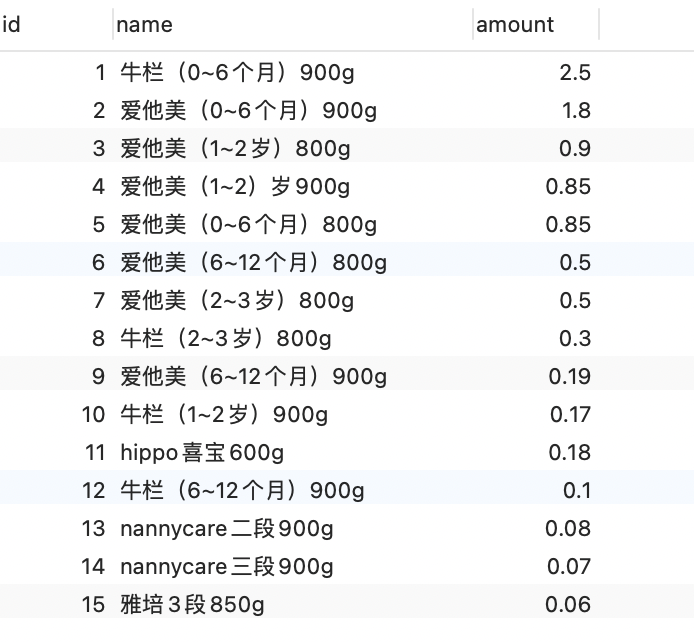 id name amount
1 牛栏（0~6个月）900g 2.5
2 爱他美（0~6个月）900g 1.8
3 爱他美（1~2岁）800g 0.9
4 爱他美（1~2）岁900g 0.85
5 爱他美（0~6个月）800g 0.85
6 爱他美（6~12个月）800g 0.5
7 爱他美（2~3岁）800g 0.5
8 牛栏（2~3岁）800g 0.3
9 爱他美（6~12个月）900g 0.19
10 牛栏（1~2岁）900g 0.17
11 hippo喜宝600g 0.18
12 牛栏（6~12个月）900g 0.1
13 nannycare二段900g 0.08
14 nannycare三段900g 0.07
15 雅培3段850g 0.06